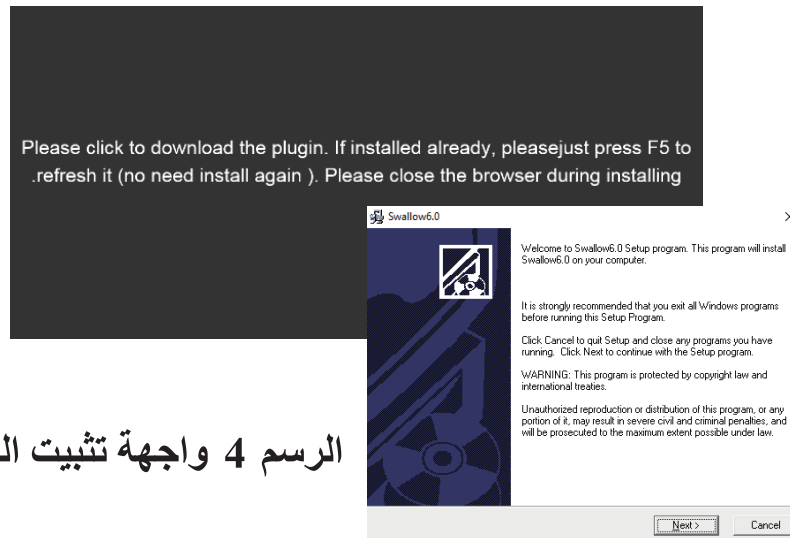 Please click to download the plugin. If installed already, pleasejust press F5 to
.refresh it (no need install again ). Please close the browser during installing
Swallow6.0
Welcome to Swallow6.0 Setup program. This program will install
Swallow6.0 on your computer.
It is strongly recommended that you exit all Windows programs
before running this Setup Program.
Click Cancel to quit Setup and close any programs you have
running. Click Next to continue with the Setup program.
WARNING: This program is protected by copyright law and
international treaties.
Unauthorized reproduction or distribution of this program, or any
portion of it, may result in severe civil and criminal penalties, and
will be prosecuted to the maximum extent possible under law.
الرسم 4 واجهة تثبيت
Next >
Cancel